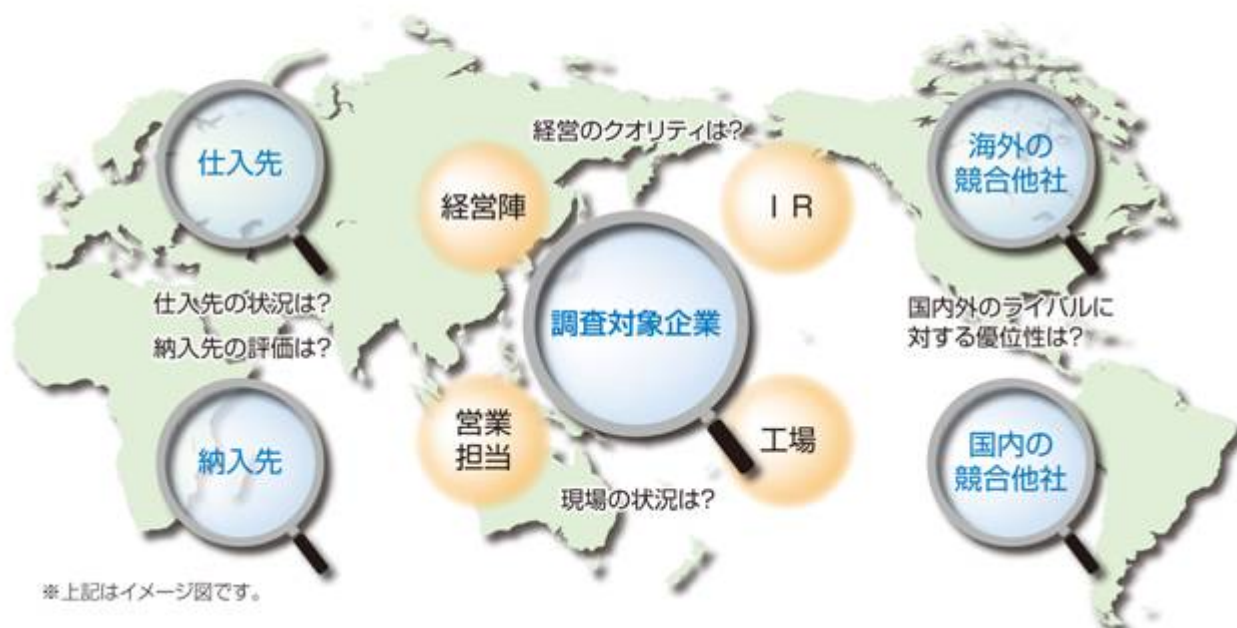 経営のクオリティは?
仕入先
海外の
競合他社
経営陣
ＩＲ
調査対象企業
仕入先の状況は?
納入先の評価は?
国内外のライバルに
対する優位性は?
営業
担当
工場
納入先
国内の
競合他社
現場の状況は?
※上記はイメージ図です。